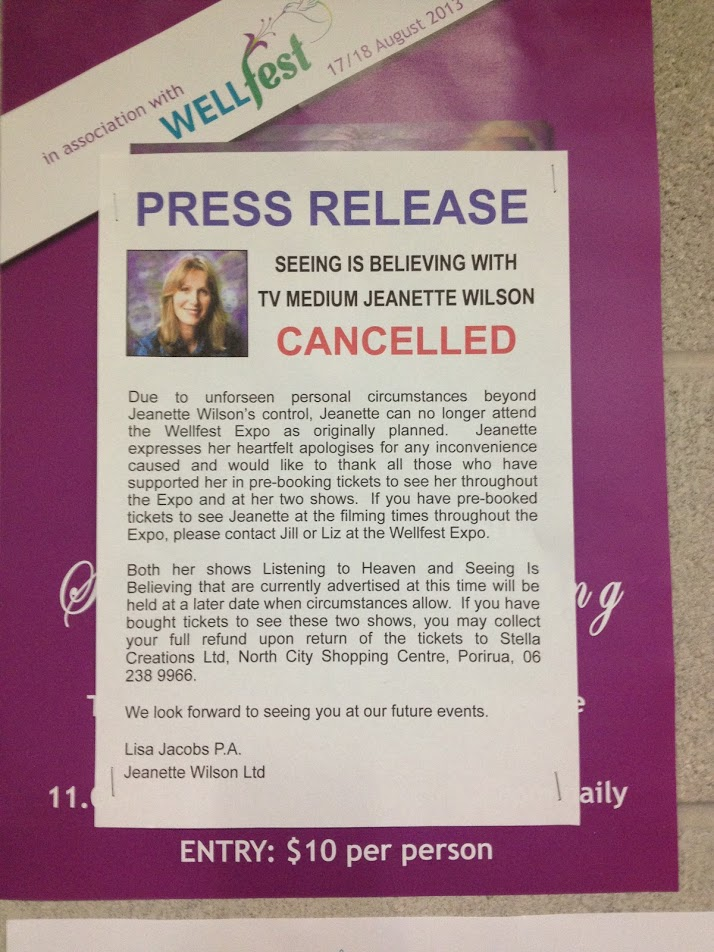 in association with
WELLfest
17/18 August 2013
PRESS RELEASE
SEEING IS BELIEVING WITH
TV MEDIUM JEANETTE WILSON
CANCELLED
Due to unforseen personal circumstances beyond
Jeanette Wilson's control, Jeanette can no longer attend
the Wellfest Expo as originally planned. Jeanette
expresses her heartfelt apologises for any inconvenience
caused and would like to thank all those who have
supported her in pre-booking tickets to see her throughout
the Expo and at her two shows. If you have pre-booked
tickets to see Jeanette at the filming times throughout the
Expo, please contact Jill or Liz at the Wellfest Expo.
Both her shows Listening to Heaven and Seeing Is
Believing that are currently advertised at this time will be
held at a later date when circumstances allow. If you have
bought tickets to see these two shows, you may collect
your full refund upon return of the tickets to Stella
Creations Ltd, North City Shopping Centre, Porirua, 06
238 9966.
We look forward to seeing you at our future events.
Lisa Jacobs P.A.
Jeanette Wilson Ltd
ENTRY: $10 per person